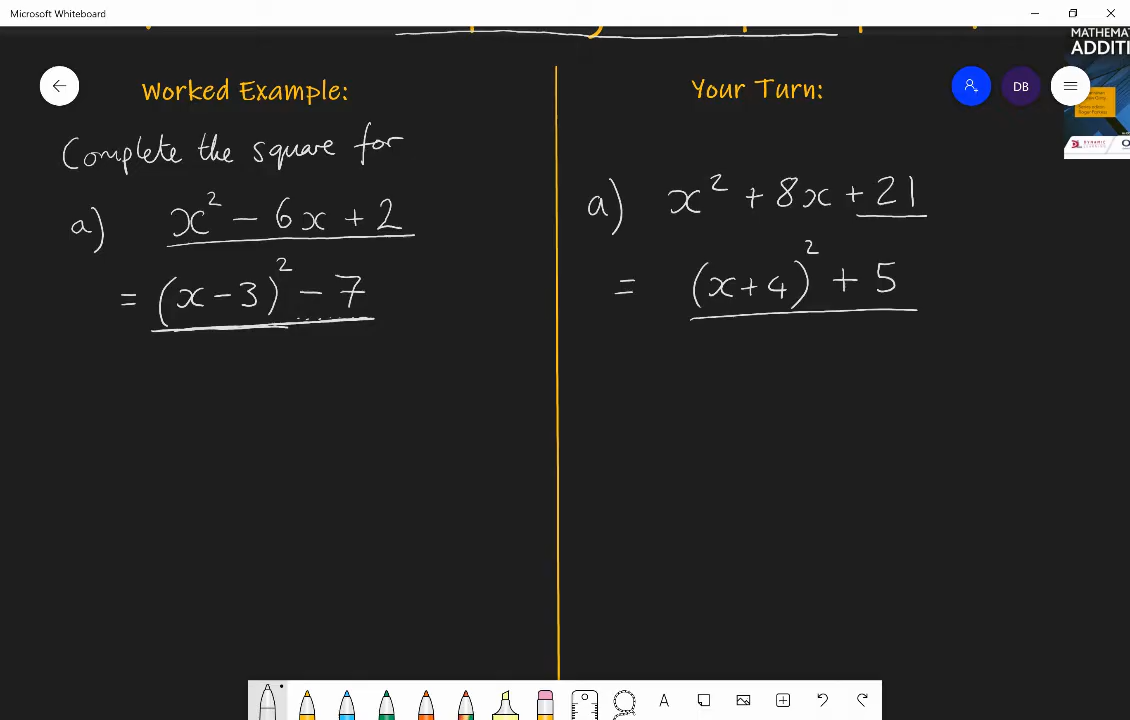 Microsoft Whiteboard
MATHEMAT
ADDITI
Worked Example:
Complete the square for
a) x² − 6x + 2
= (x − 3)² − 7
Your Turn:
DB
a) x² + 8x + 21
= (x + 4)² + 5
A